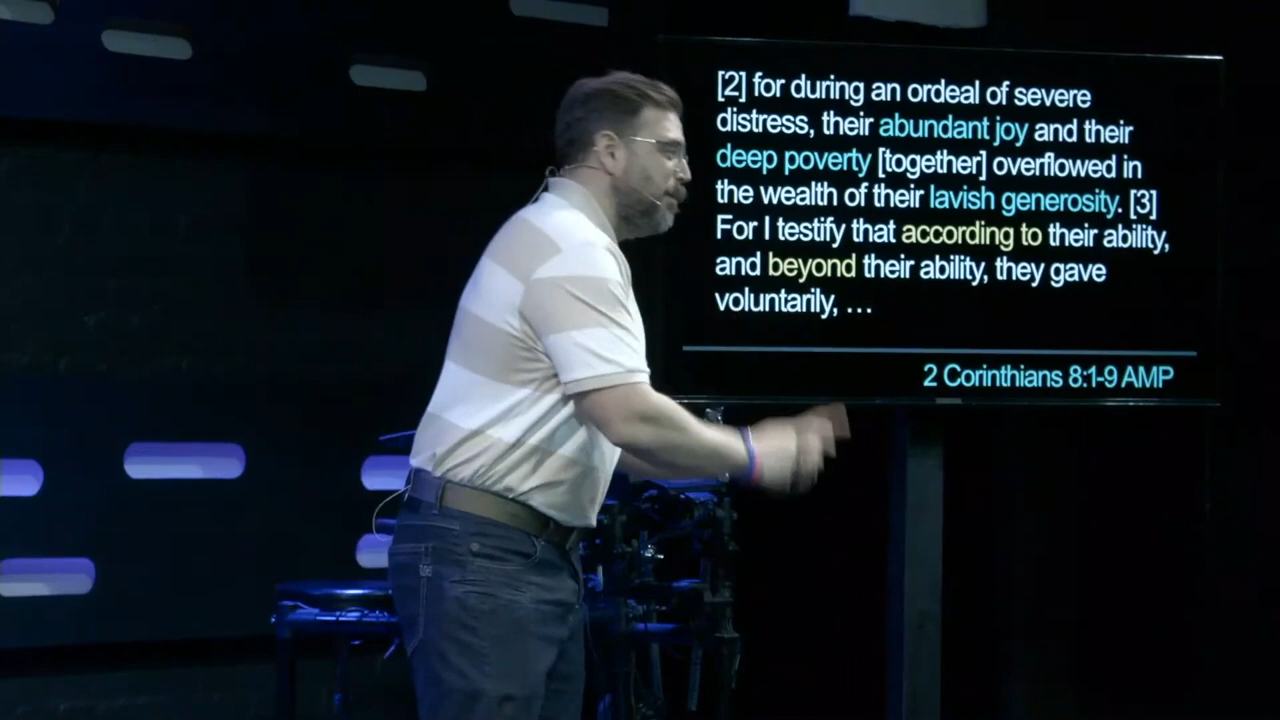 [2] for during an ordeal of severe
distress, their abundant joy and their
deep poverty [together] overflowed in
the wealth of their lavish generosity. [3]
For I testify that according to their ability,
and beyond their ability, they gave
voluntarily, …
2 Corinthians 8:1-9 AMP